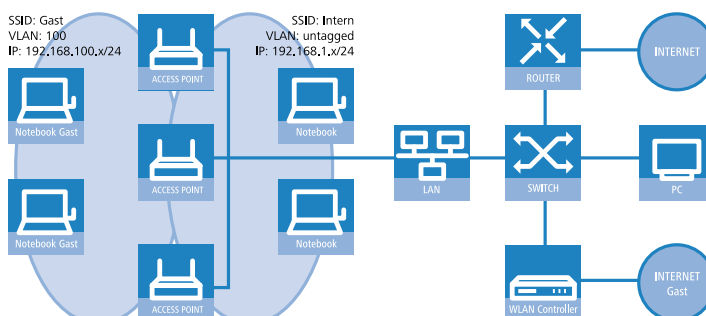 SSID: Gast
VLAN: 100
IP: 192.168.100.x/24
SSID: Intern
VLAN: untagged
IP: 192.168.1.x/24
ACCESS POINT
ROUTER
INTERNET
Notebook Gast
Notebook
ACCESS POINT
LAN
SWITCH
PC
Notebook Gast
Notebook
ACCESS POINT
WLAN Controller
INTERNET
Gast